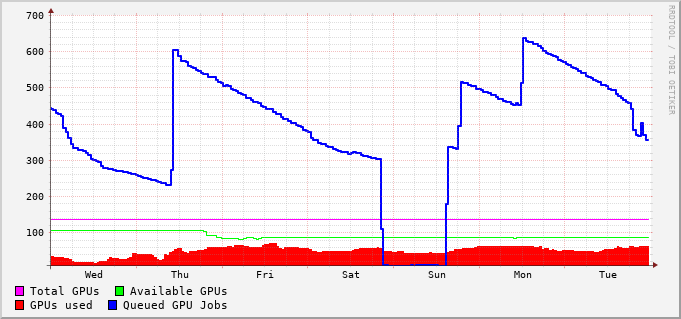 700
600
500
400
300
200
100
Wed Thu Fri Sat Sun Mon Tue
Total GPUs Available GPUs
GPUs used Queued GPU Jobs
RRDTOOL / TOBI OETIKER